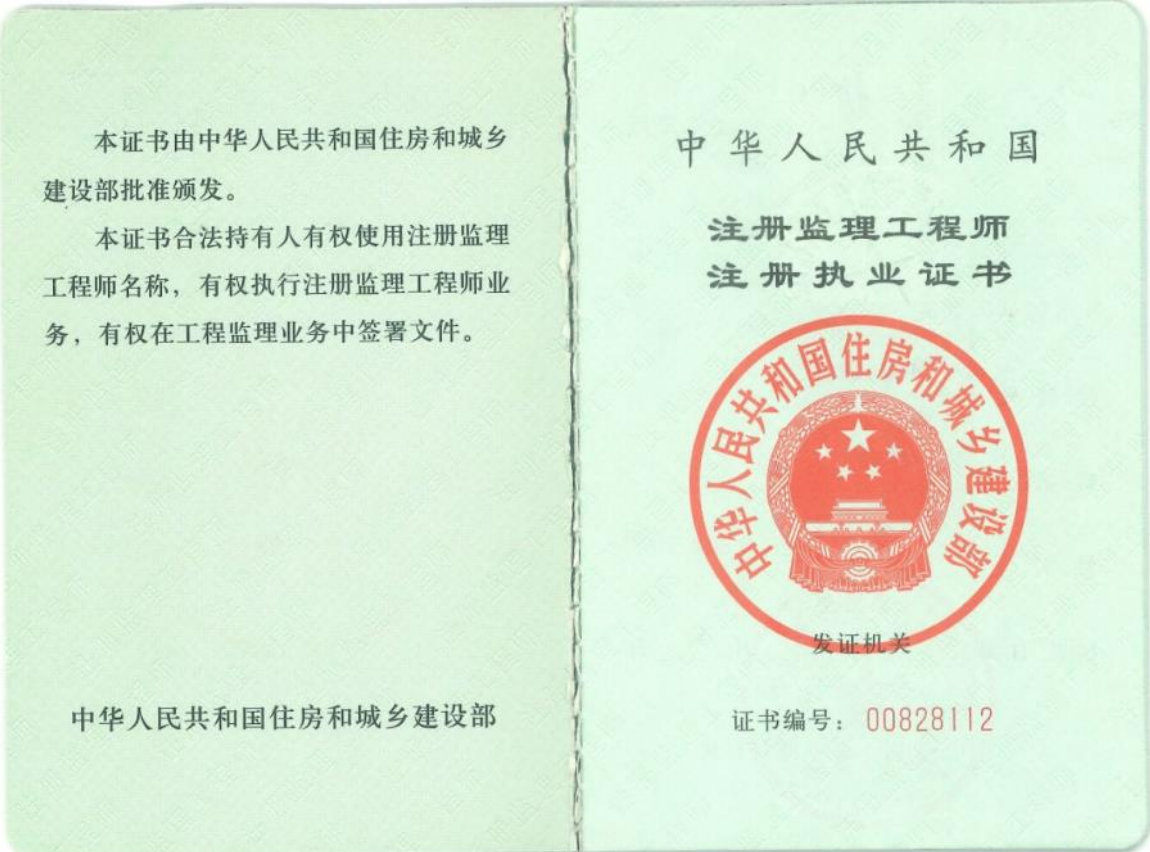 本证书由中华人民共和国住房和城乡
建设部批准颁发。
本证书合法持有人有权使用注册监理
工程师名称，有权执行注册监理工程师业
务，有权在工程监理业务中签署文件。
中华人民共和国住房和城乡建设部
中华人民共和国
注册监理工程师
注册执业证书
中华人民共和国住房和城乡建设部
发证机关
证书编号：00828112